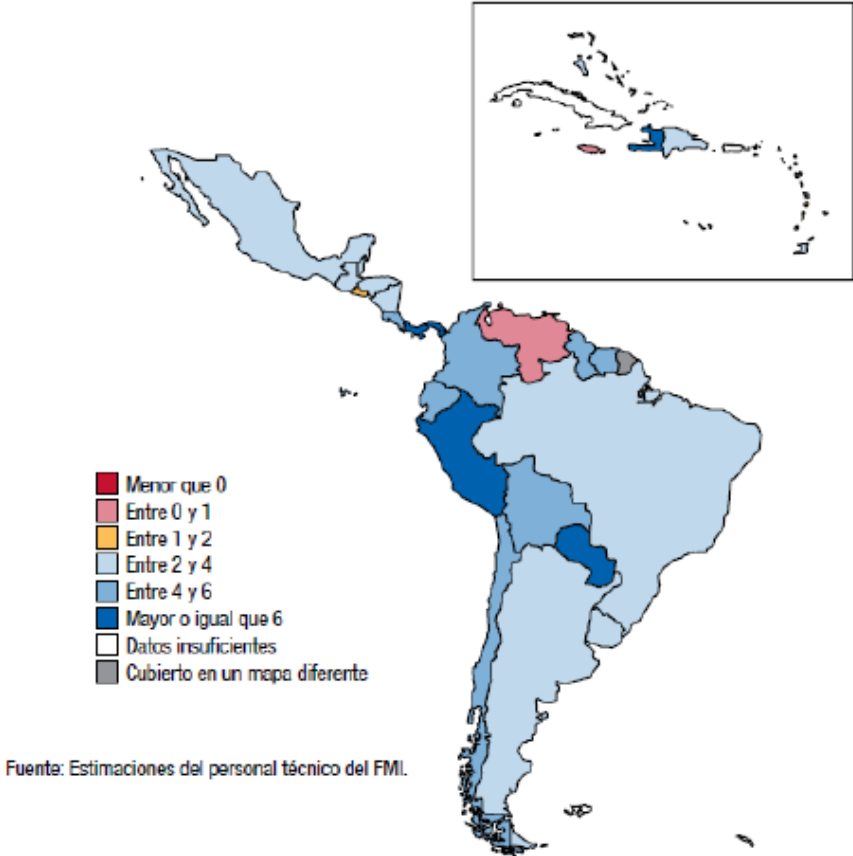 Menor que 0
Entre 0 y 1
Entre 1 y 2
Entre 2 y 4
Entre 4 y 6
Mayor o igual que 6
Datos insuficientes
Cubierto en un mapa diferente
Fuente: Estimaciones del personal técnico del FMI.